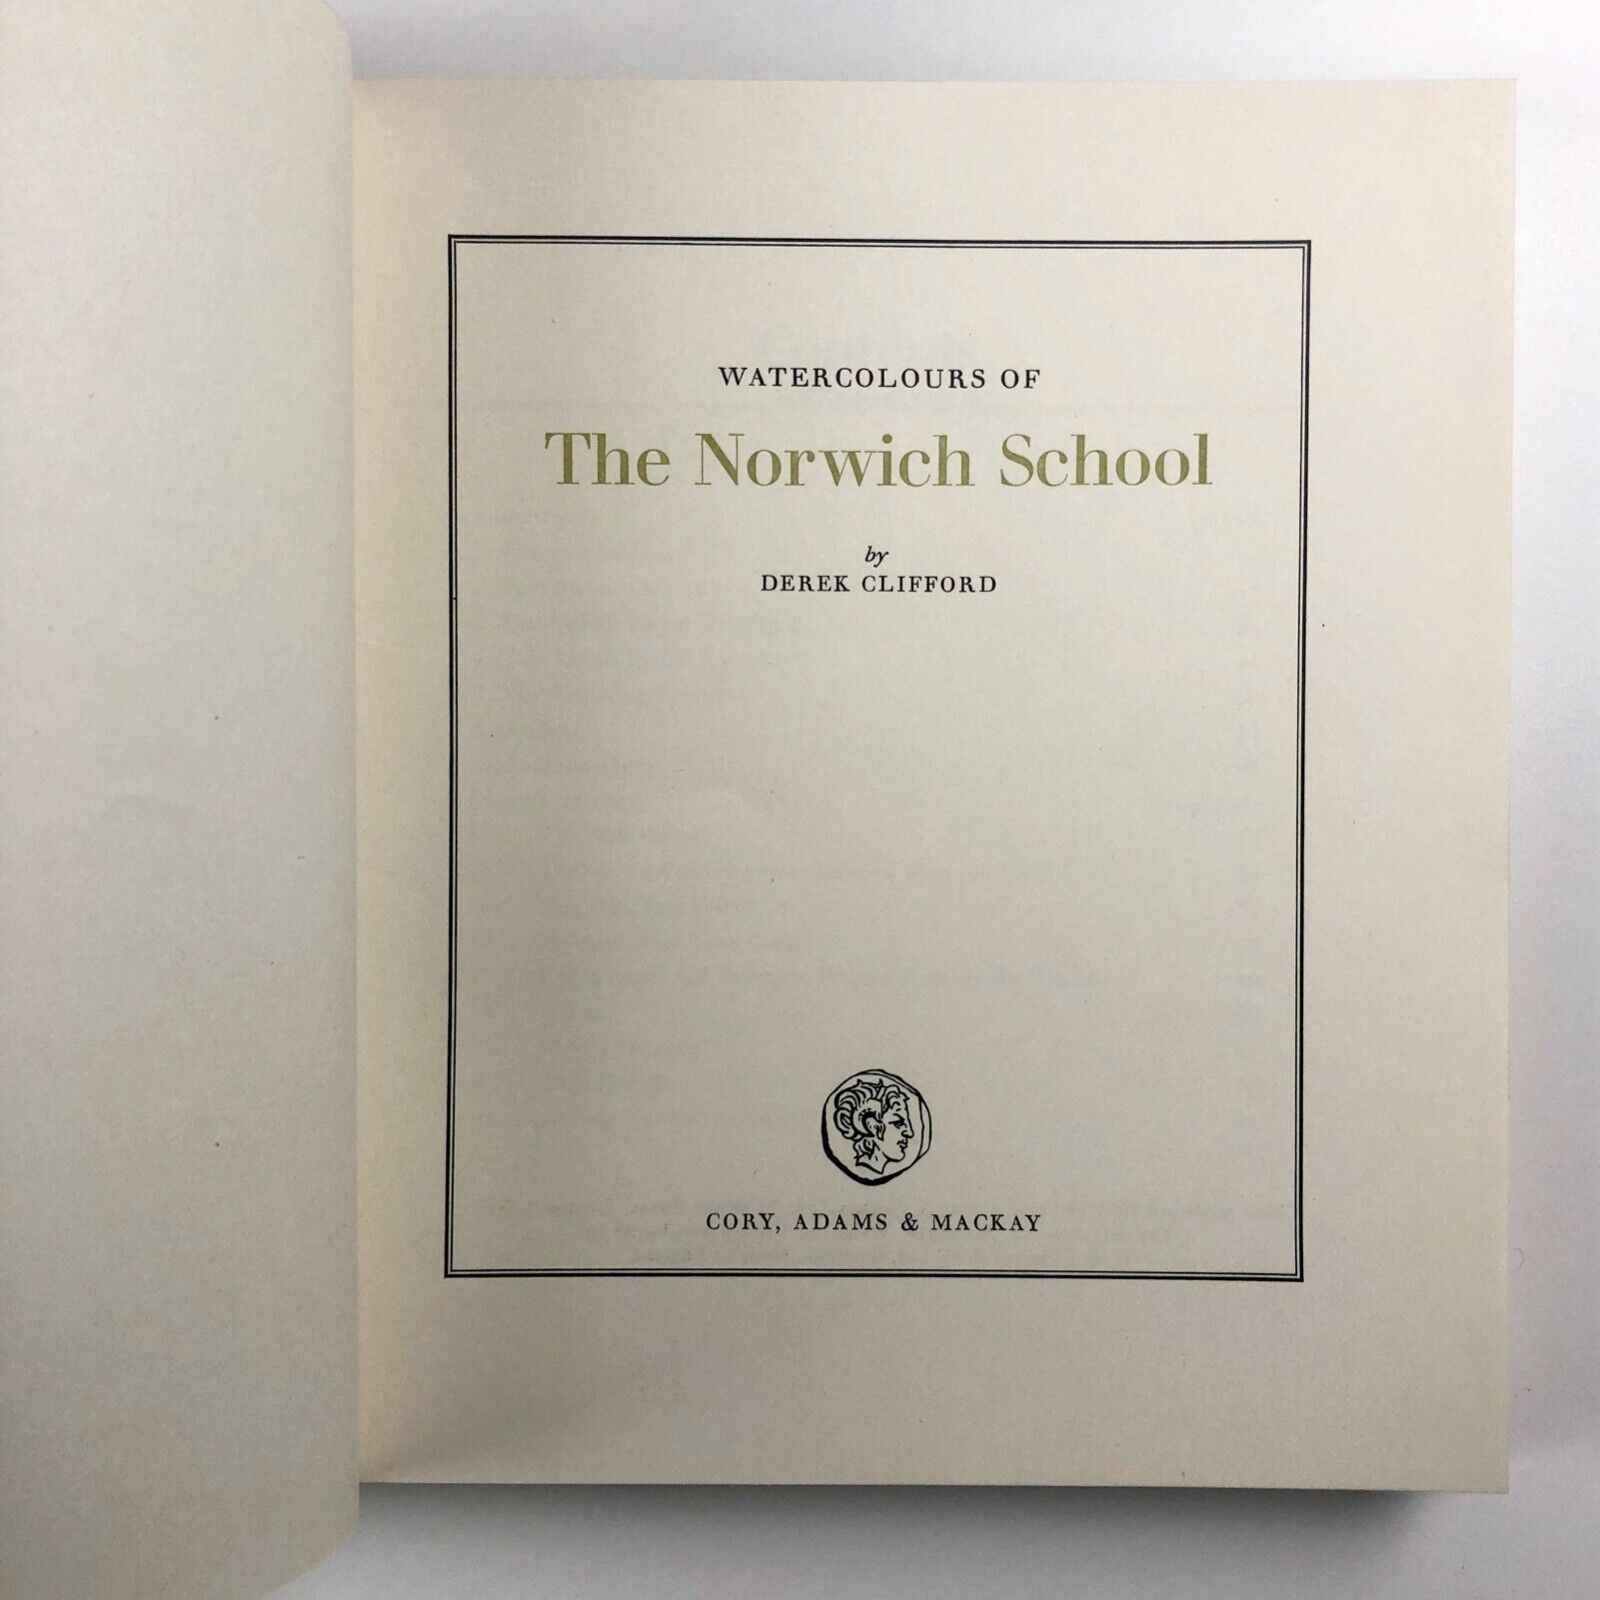 WATERCOLOURS OF
The Norwich School
by
DEREK CLIFFORD
CORY, ADAMS & MACKAY